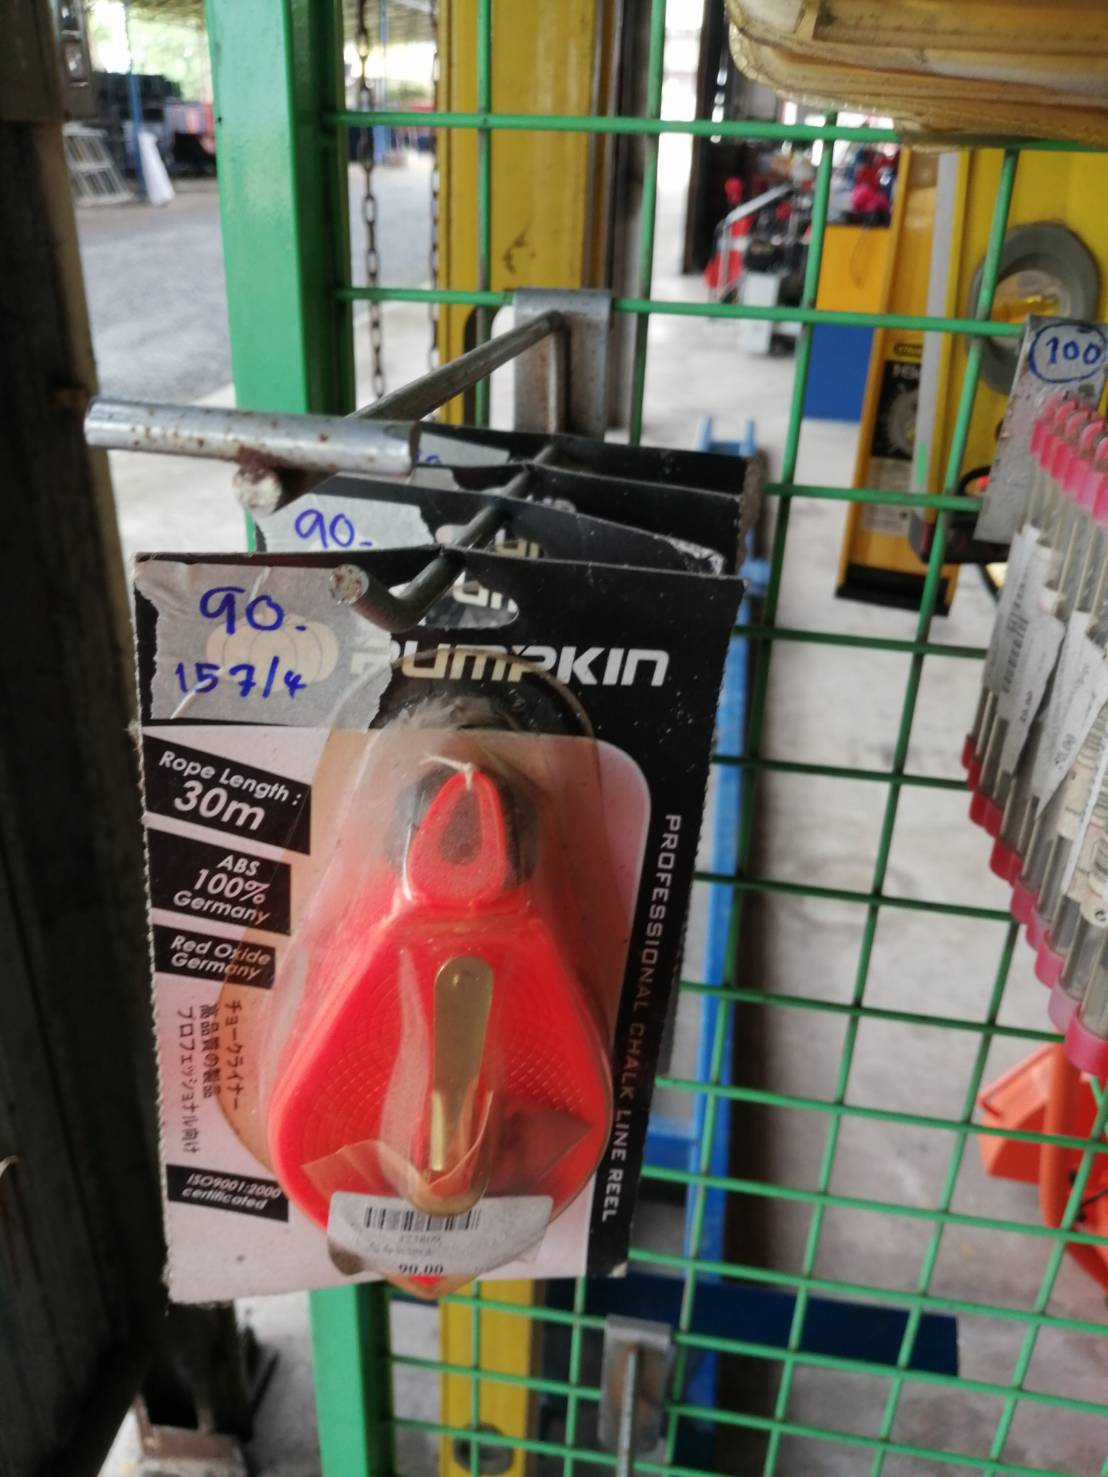 100
90.-
90.-
157/4
PUMPKIN
Rope Length :
30m
ABS
100%
Germany
Red Oxide
Germany
チョークライナー
高品質の製品
プロフェッショナル向け
ISO9001:2000
certificated
PROFESSIONAL CHALK LINE REEL
90.00